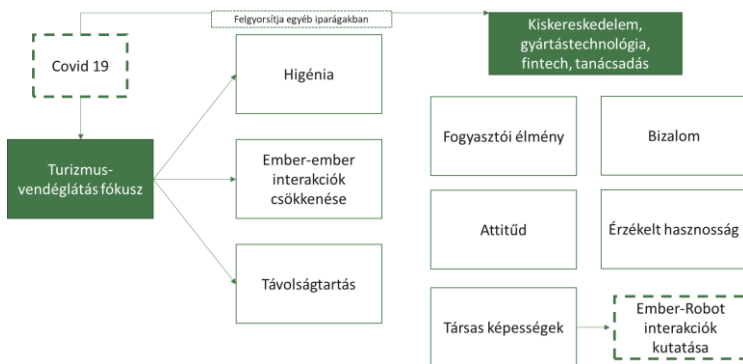 Felgyorsítja egyéb iparágakban
Covid 19
Kiskereskedelem,
gyártástechnológia,
fintech, tanácsadás
Turizmus-
vendéglátás fókusz
Higénia
Ember-ember
interakciók
csökkenése
Távolságtartás
Fogyasztói élmény
Bizalom
Attitűd
Érzékelt hasznosság
Társas képességek
Ember-Robot
interakciók
kutatása